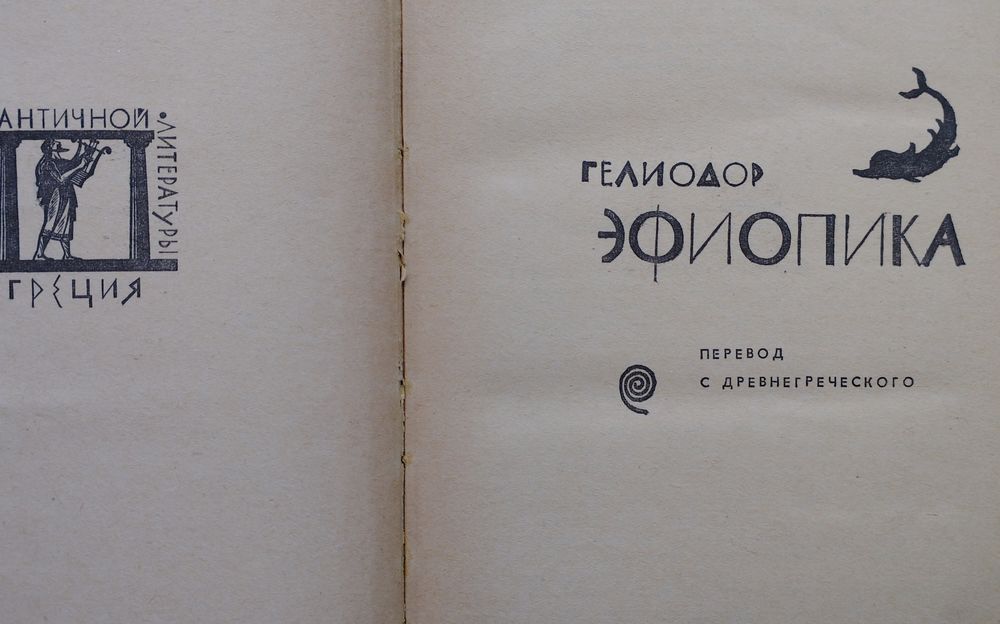 АНТИЧНОЙ
•ЛИТЕРАТУРЫ
ГРЕЦИЯ
ГЕЛИОДОР
ЭФИОПИКА
ПЕРЕВОД
С ДРЕВНЕГРЕЧЕСКОГО